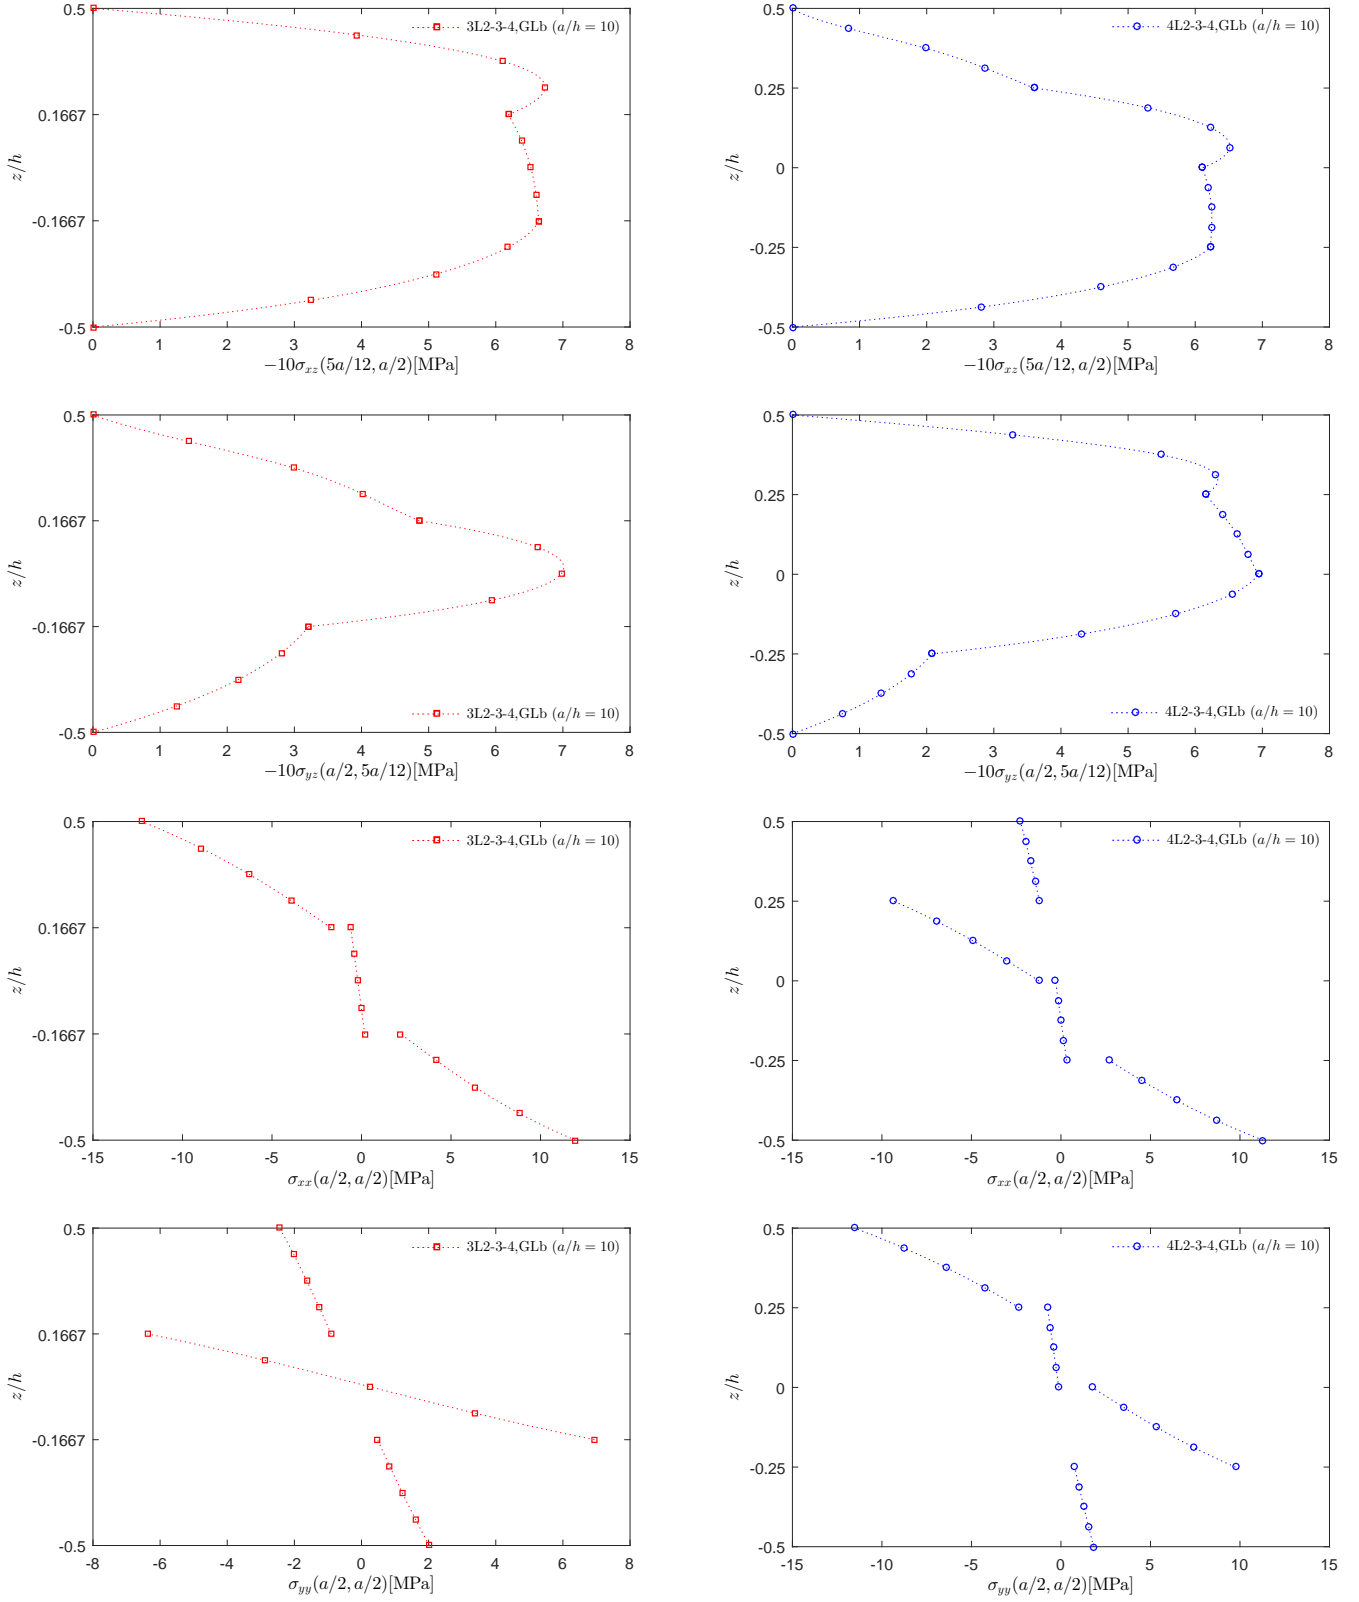 0.5
0.1667
-0.1667
-0.5
z/h
0 1 2 3 4 5 6 7 8
−10σxz(5a/12, a/2)[MPa]
3L2-3-4,GLb (a/h = 10)
0.5
0.25
0
-0.25
-0.5
z/h
0 1 2 3 4 5 6 7 8
−10σxz(5a/12, a/2)[MPa]
4L2-3-4,GLb (a/h = 10)
0.5
0.1667
-0.1667
-0.5
z/h
0 1 2 3 4 5 6 7 8
−10σyz(a/2, 5a/12)[MPa]
3L2-3-4,GLb (a/h = 10)
0.5
0.25
0
-0.25
-0.5
z/h
0 1 2 3 4 5 6 7 8
−10σyz(a/2, 5a/12)[MPa]
4L2-3-4,GLb (a/h = 10)
0.5
0.1667
-0.1667
-0.5
z/h
-15 -10 -5 0 5 10 15
σxx(a/2, a/2)[MPa]
3L2-3-4,GLb (a/h = 10)
0.5
0.25
0
-0.25
-0.5
z/h
-15 -10 -5 0 5 10 15
σxx(a/2, a/2)[MPa]
4L2-3-4,GLb (a/h = 10)
0.5
0.1667
-0.1667
-0.5
z/h
-8 -6 -4 -2 0 2 4 6 8
σyy(a/2, a/2)[MPa]
3L2-3-4,GLb (a/h = 10)
0.5
0.25
0
-0.25
-0.5
z/h
-15 -10 -5 0 5 10 15
σyy(a/2, a/2)[MPa]
4L2-3-4,GLb (a/h = 10)